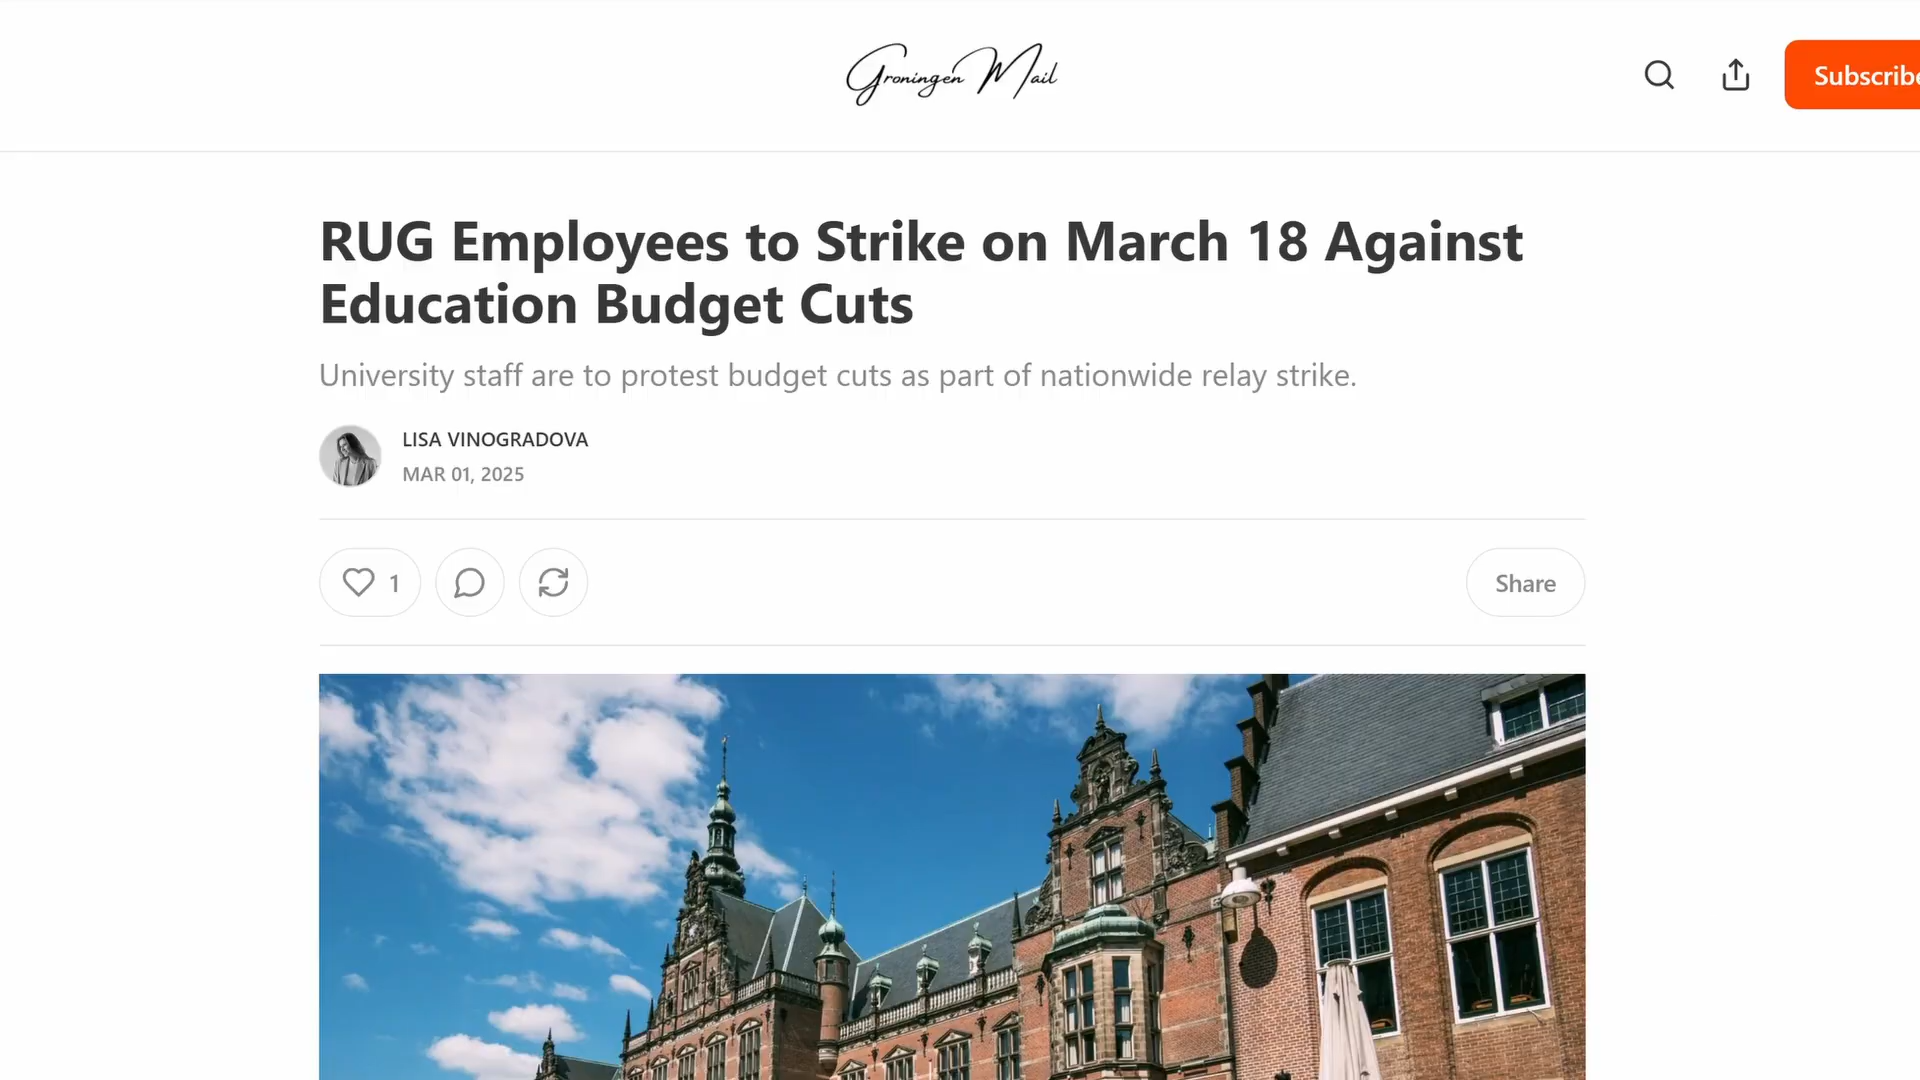 Groningen Mail
Subscribe
RUG Employees to Strike on March 18 Against
Education Budget Cuts
University staff are to protest budget cuts as part of nationwide relay strike.
LISA VINOGRADOVA
MAR 01, 2025
1
Share